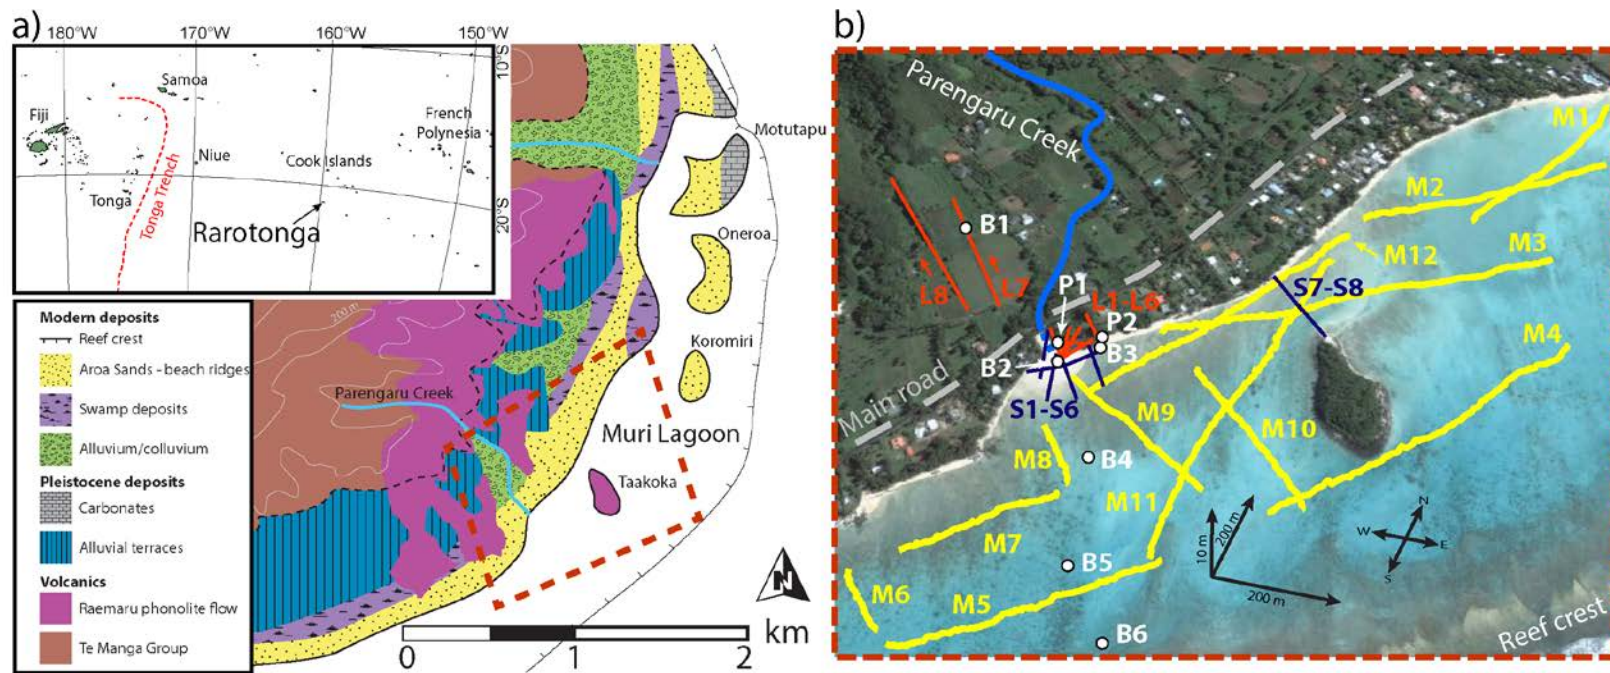 a)
180°W
170°W
160°W
150°W
10°S
20°S
Samoa
Fiji
Niue
Tonga
Tonga Trench
Cook Islands
French
Polynesia
Rarotonga
Modern deposits
Reef crest
Aroa Sands - beach ridges
Swamp deposits
Alluvium/colluvium
Pleistocene deposits
Carbonates
Alluvial terraces
Volcanics
Raemaru phonolite flow
Te Manga Group
200 m
Parengaru Creek
Motutapu
Oneroa
Koromiri
Muri Lagoon
Taakoka
N
km
0
1
2
b)
Parengaru Creek
M1
M2
M3
M12
B1
L8
L7
P1
L1-L6
P2
S7-S8
B3
B2
M4
Main road
S1-S6
M9
M10
M8
B4
M11
M7
B5
M6
M5
B6
10 m
200 m
200 m
N
W
E
S
Reef crest